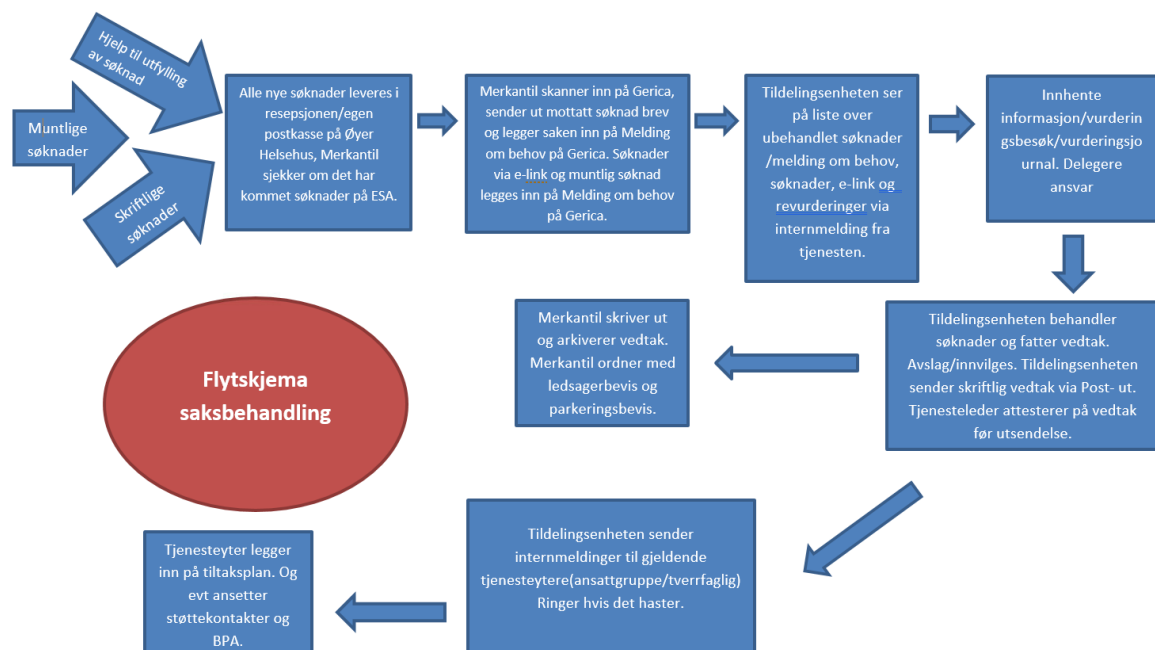 Hjelp til utfylling
av søknad
Muntlige
søknader
Skriftlige
søknader
Alle nye søknader leveres i
resepsjonen/egen
postkasse på Øyer
Helsehus, Merkantil
sjekker om det har
kommet søknader på ESA.
Merkantil skanner inn på Gerica,
sender ut mottatt søknad brev
og legger saken inn på Melding
om behov på Gerica. Søknader
via e-link og muntlig søknad
legges inn på Melding om behov
på Gerica.
Tildelingsenheten ser
på liste over
ubehandlet søknader
/melding om behov,
søknader, e-link og
revurderinger via
internmelding fra
tjenesten.
Innhente
informasjon/vurderin
gsbesøk/vurderingsjo
urnal. Delegere
ansvar
Tildelingsenheten behandler
søknader og fatter vedtak.
Avslag/innvilges. Tildelingsenheten
sender skriftlig vedtak via Post- ut.
Tjenesteleder attesterer på vedtak
før utsendelse.
Merkantil skriver ut
og arkiverer vedtak.
Merkantil ordner med
ledsagerbevis og
parkeringsbevis.
Flytskjema
saksbehandling
Tildelingsenheten sender
internmeldinger til gjeldende
tjenesteytere(ansattgruppe/tverrfaglig)
Ringer hvis det haster.
Tjenesteyter legger
inn på tiltaksplan. Og
evt ansetter
støttekontakter og
BPA.